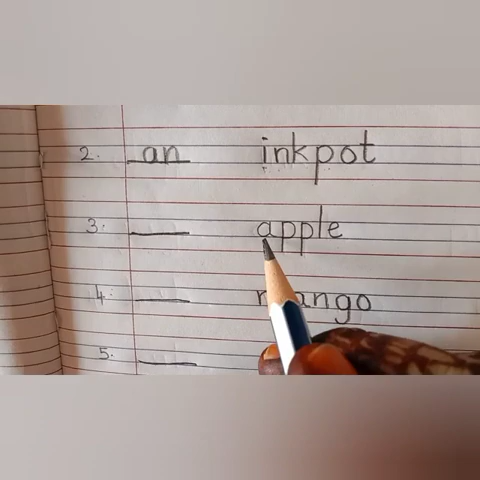 2. an inkpot
3. ___ apple
4. ___ mango
5. ___